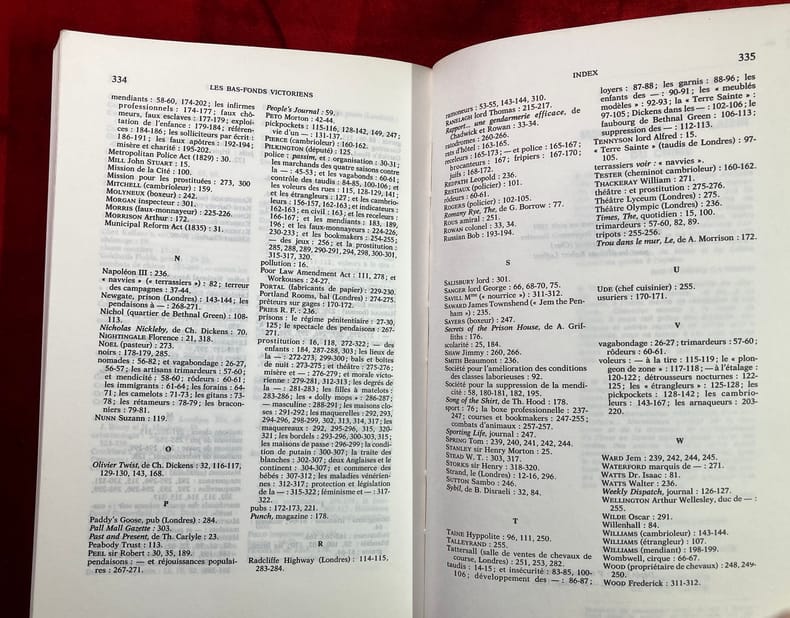 334
LES BAS-FONDS VICTORIENS
mendiants : 58-60, 174-202; les infirmes
professionnels : 174-177; faux chô-
meurs, faux esclaves : 177-179; exploi-
tation de l'enfance : 179-184; référen-
ces : 184-186; les solliciteurs par écrit :
186-191; les faux apôtres : 192-194;
misère et charité : 195-202.
Metropolitan Police Act (1829) : 30.
MILL John Stuart : 15.
Mission de la Cité : 100.
Mission pour les prostituées : 273, 300
MITCHELL (cambrioleur) : 159.
MOLYNEUX (boxeur) : 242.
MORGAN inspecteur : 301.
MORRIS (faux-monnayeur) : 225-226.
MORRISON Arthur : 172.
Municipal Reform Act (1835) : 31.
N
Napoléon III : 236.
« navvies » (« terrassiers ») : 82; terreur
des campagnes : 37-44.
Newgate, prison (Londres) : 143-144; les
pendaisons à — : 268-271.
Nichol (quartier de Bethnal Green) : 108-
113.
Nicholas Nickleby, de Ch. Dickens : 70.
NIGHTINGALE Florence : 21, 318.
NOEL (pasteur) : 273.
noirs : 178-179, 285.
nomades : 56-82; et vagabondage : 26-27,
56-57; les artisans trimardeurs : 57-60;
et mendicité : 58-60; rôdeurs : 60-61;
les immigrants : 61-64; les forains : 64-
71; les camelots : 71-73; les gitans : 73-
78; les rétameurs : 78-79; les bracon-
niers : 79-81.
NUNN Suzann : 119.
O
Olivier Twist, de Ch. Dickens : 32, 116-117,
129-130, 143, 168.
P
Paddy's Goose, pub (Londres) : 284.
Pall Mall Gazette : 303.
Past and Present, de Th. Carlyle : 23.
Peabody Trust : 113.
PEEL sir Robert : 30, 35, 189.
pendaisons : — et réjouissances populai-
res : 267-271.
People's Journal : 59.
PETO Morton : 42-44.
pickpockets : 115-116, 128-142, 149, 247;
vie d'un — : 131-137.
PIERCE (cambrioleur) : 160-162.
PILKINGTON (député) : 125.
police : passim, et : organisation : 30-31;
les marchands des quatre saisons contre
la — : 45-53; et les vagabonds : 60-61;
contrôle des taudis : 84-85, 100-106; et
les voleurs des rues : 115, 128-129, 141;
et les étrangleurs : 127; et les cambrio-
leurs : 156-157, 162-163; et indicateurs :
162-163; en civil : 163; et les receleurs :
166-167; et les mendiants : 183, 189,
196; et les faux-monnayeurs : 224-226,
230-233; et les bookmakers : 254-255;
— des jeux : 256; et la prostitution :
285, 288, 289, 290-291, 294, 298, 300-301,
315-317, 320.
pollution : 16.
Poor Law Amendment Act : 111, 278; et
Workhouses : 24-27.
PORTAL (fabricants de papier) : 229-230.
Portland Rooms, bal (Londres) : 274-275.
prêteurs sur gages : 170-172.
PRIES R. F. : 236.
prisons : le régime pénitentiaire : 27-30,
125; le spectacle des pendaisons : 267-
271.
prostitution : 16, 118, 272-322; — des
enfants : 184, 287-288, 303; les lieux de
la — : 272-273, 299-300; bals et boîtes
de nuit : 273-275; et théâtre : 275-276;
misère et — : 276-279; et morale victo-
rienne : 279-281, 312-313; les degrés de
la — : 281-283; les filles à matelots :
283-286; les « dolly mops » : 286-287;
— masculine : 288-291; les maisons clo-
ses : 291-292; les maquerelles : 292, 293,
294-296, 298-299, 302, 313, 314, 317; les
maquereaux : 292, 295-296, 315, 320-
321; les bordels : 293-296, 300-303, 315;
les maisons de passe : 296-299; la condi-
tion de putain : 300-307; la traite des
blanches : 302-307; deux Anglaises et le
continent : 304-307; et commerce des
bébés : 307-312; et maladies vénérien-
nes : 312-317; protection et législation
de la — : 315-322; féminisme et — : 317-
322.
pubs : 172-173, 221.
Punch, magazine : 178.
R
Radcliffe Highway (Londres) : 114-115,
283-284.
INDEX
335
ramoneurs : 53-55, 143-144, 310.
RANELAGH lord Thomas : 215-217.
Rapport... une gendarmerie efficace, de
Chadwick et Rowan : 33-34.
ratodromes : 260-266.
rats d'hôtel : 163-165.
receleurs : 165-173; — et police : 165-167;
brocanteurs : 167; fripiers : 167-170;
juifs : 168-172.
REDPATH Leopold : 236.
(policier) : 101.
rôdeurs : 60-61.
ROGERS (policier) : 102-105.
Romany Rye, The, de G. Borrow : 77.
ROUS amiral : 251.
ROWAN colonel : 33, 34.
Russian Bob : 193-194.
S
SALISBURY lord : 301.
SANGER lord George : 66, 68-70, 75.
SAVILL Mme (« nourrice ») : 311-312.
SAWARD James Townshend (« Jem the Pen-
ham ») : 235.
SAYERS (boxeur) : 247.
Secrets of the Prison House, de A. Grif-
fiths : 176.
scolarité : 25, 184.
SHAW Jimmy : 260, 266.
SMITH Beaumont : 236.
Société pour l'amélioration des conditions
des classes laborieuses : 92.
Société pour la suppression de la mendi-
cité : 58, 180-181, 182, 195.
Song of the Shirt, de Th. Hood : 178.
sport : 76; la boxe professionnelle : 237-
247; courses et bookmakers : 247-255;
combats d'animaux : 257-257.
Sporting Life, journal : 247.
SPRING Tom : 239, 240, 241, 242, 244.
STANLEY sir Henry Morton : 25.
STEAD W. T. : 303, 317.
STORKS sir Henry : 318-320.
Strand, le (Londres) : 12-16, 296.
SUTTON Sambo : 246.
Sybil, de B. Disraeli : 32, 84.
T
TAINE Hyppolite : 96, 111, 250.
TALLEYRAND : 255.
Tattersall (salle de ventes de chevaux de
course, Londres) : 251, 253, 282.
taudis : 14-15; et insécurité : 83-85, 100-
106; développement des — : 86-87;
loyers : 87-88; les garnis : 88-96; les
enfants des — : 90-91; les « meublés
modèles » : 92-93; la « Terre Sainte » :
97-105; Dickens dans les — : 102-106; le
faubourg de Bethnal Green : 106-113;
suppression des — : 112-113.
TENNYSON lord Alfred : 15.
« Terre Sainte » (taudis de Londres) : 97-
105.
terrassiers voir : « navvies ».
TESTER (cheminot cambrioleur) : 160-162.
THACKERAY William : 271.
théâtre : et prostitution : 275-276.
Théâtre Lyceum (Londres) : 275.
Théâtre Olympic (Londres) : 236.
Times, The, quotidien : 15, 100.
trimardeurs : 57-60, 82, 89.
tripots : 255-256.
Trou dans le mur, Le, de A. Morrison : 172.
U
UDE (chef cuisinier) : 255.
usuriers : 170-171.
V
vagabondage : 26-27; trimardeurs : 57-60;
rôdeurs : 60-61.
voleurs : — à la tire : 115-119; le « plon-
geon de zone » : 117-118; — à l'étalage :
120-122; détrousseurs nocturnes : 122-
125; les « étrangleurs » : 125-128; les
pickpockets : 128-142; les cambrio-
leurs : 143-167; les arnaqueurs : 203-
220.
W
WARD Jem : 239, 242, 244, 245.
WATERFORD marquis de — : 271.
WATTS Dr. Isaac : 81.
WATTS Walter : 236.
Weekly Dispatch, journal : 126-127.
WELLINGTON Arthur Wellesley, duc de — :
255.
WILDE Oscar : 291.
Willenhall : 84.
WILLIAMS (cambrioleur) : 143-144.
WILLIAMS (étrangleur) : 107.
WILLIAMS (mendiant) : 198-199.
Wombwell, cirque : 66-67.
WOOD (propriétaire de chevaux) : 248, 249-
250.
WOOD Frederick : 311-312.